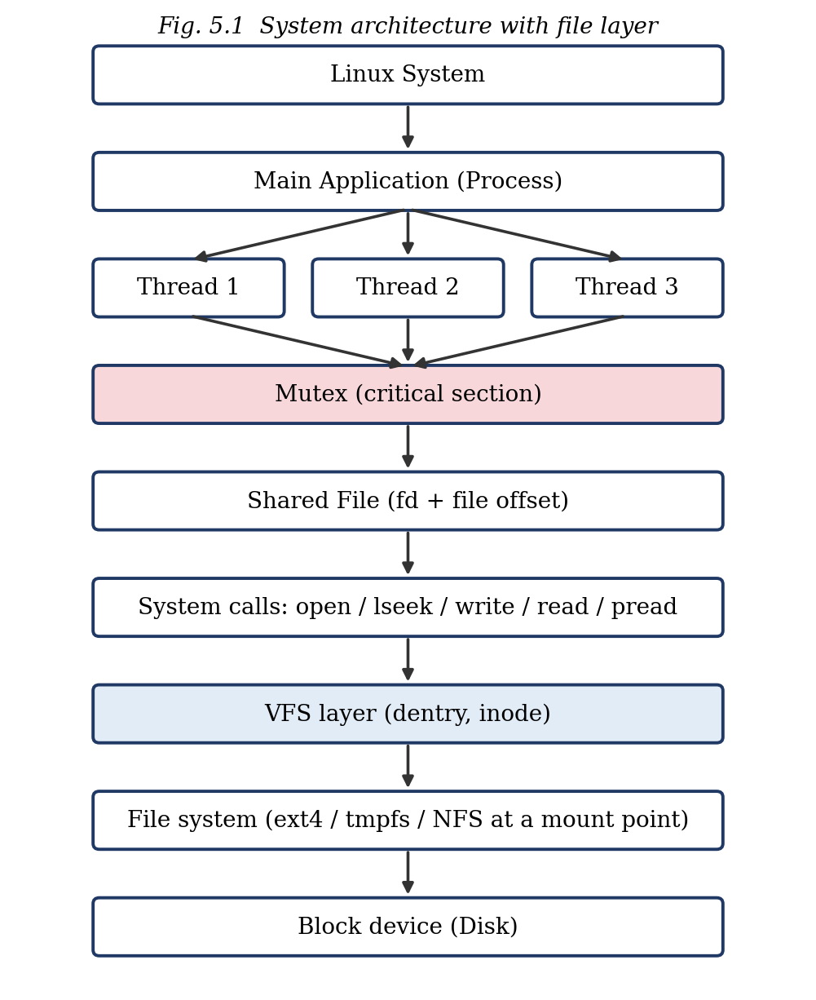 Fig. 5.1  System architecture with file layer
Linux System
Main Application (Process)
Thread 1
Thread 2
Thread 3
Mutex (critical section)
Shared File (fd + file offset)
System calls: open / lseek / write / read / pread
VFS layer (dentry, inode)
File system (ext4 / tmpfs / NFS at a mount point)
Block device (Disk)